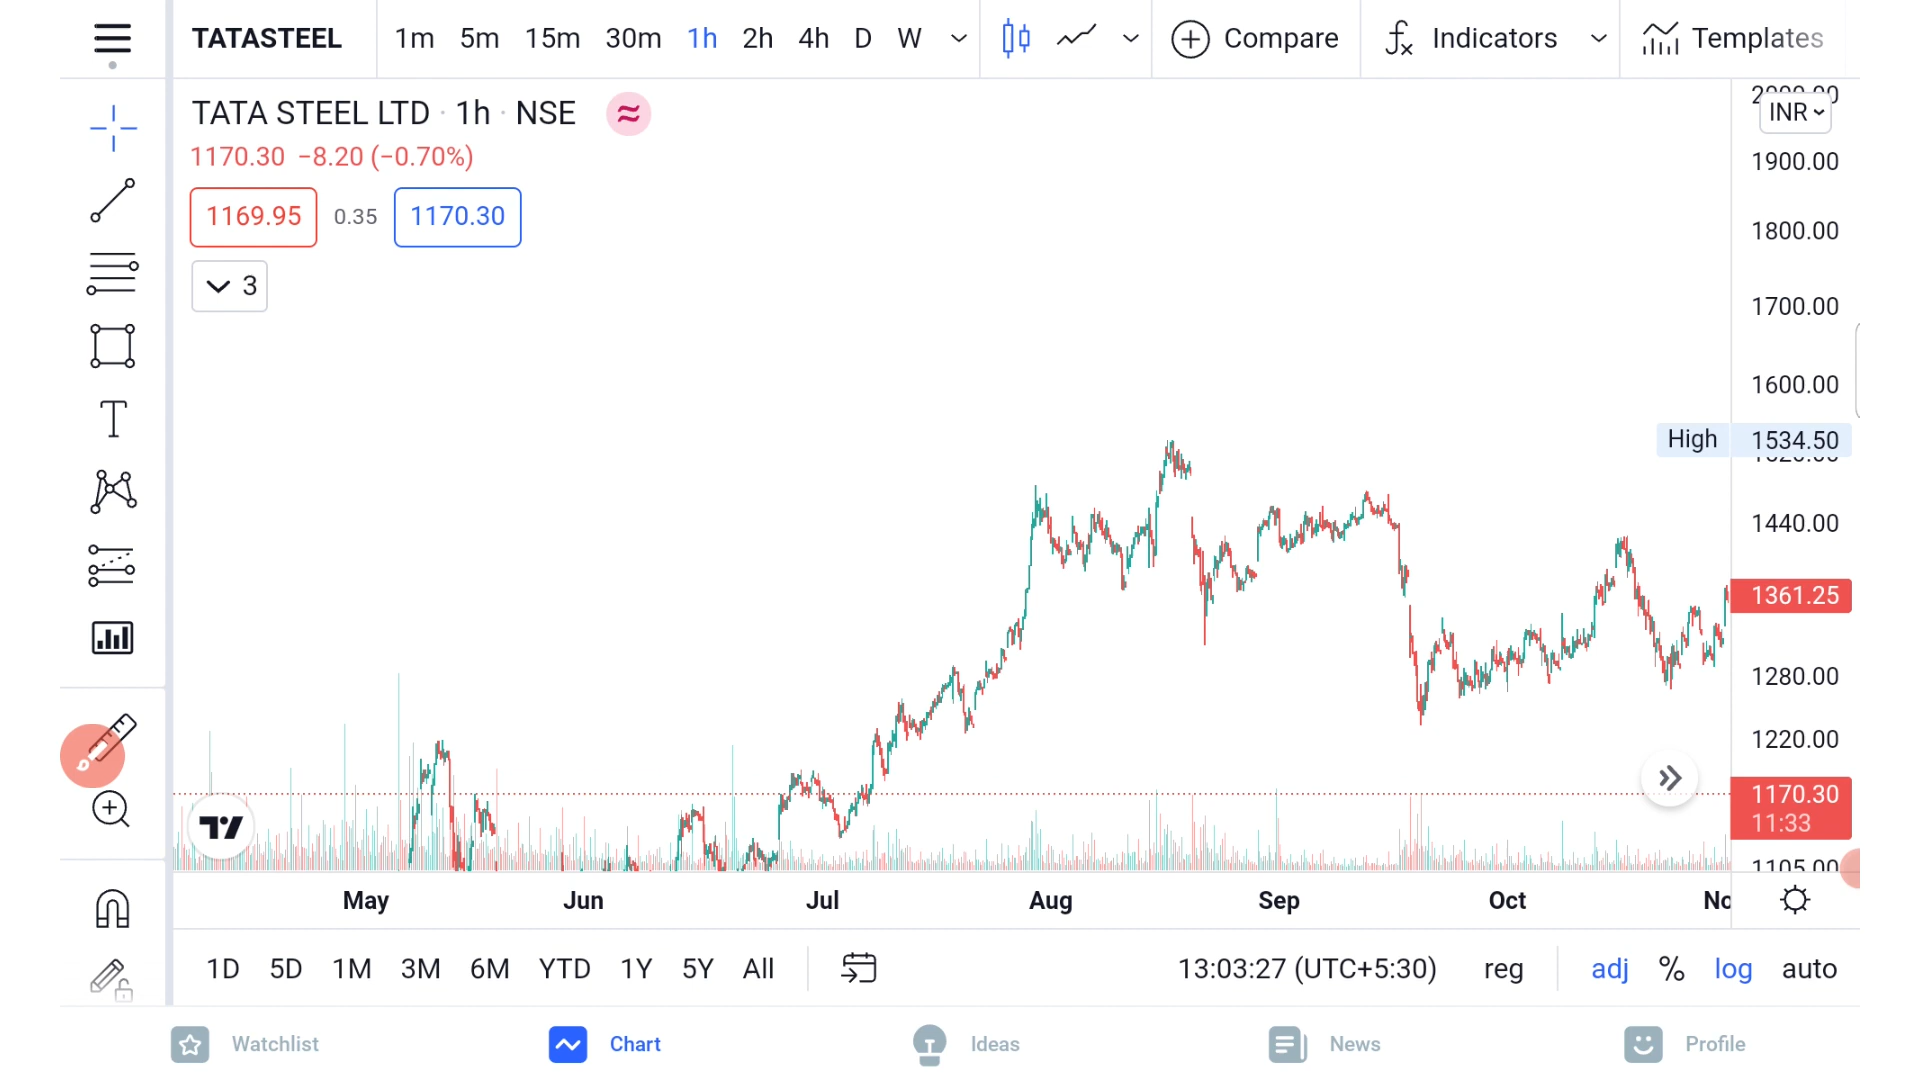 TATASTEEL 1m 5m 15m 30m 1h 2h 4h D W Compare Indicators Templates
TATA STEEL LTD · 1h · NSE
1170.30 −8.20 (−0.70%)
1169.95 0.35 1170.30
3
INR
1900.00
1800.00
1700.00
1600.00
High 1534.50
1440.00
1361.25
1280.00
1220.00
1170.30
11:33
1105.00
May Jun Jul Aug Sep Oct
1D 5D 1M 3M 6M YTD 1Y 5Y All 13:03:27 (UTC+5:30) reg adj % log auto
Watchlist Chart Ideas News Profile